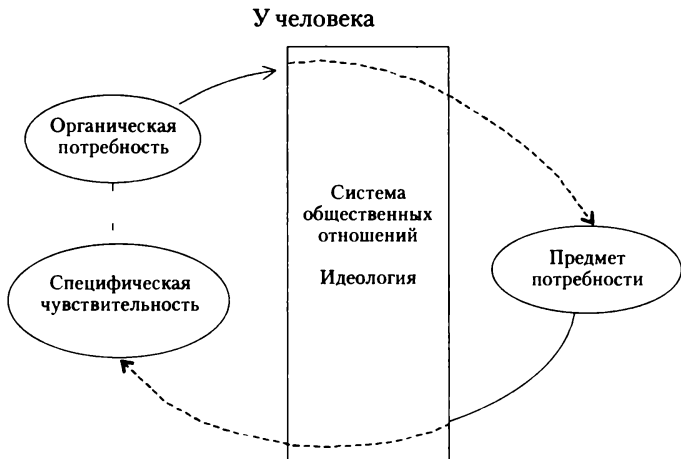 У человека
Органическая
потребность
Система
общественных
отношений
Идеология
Специфическая
чувствительность
Предмет
потребности